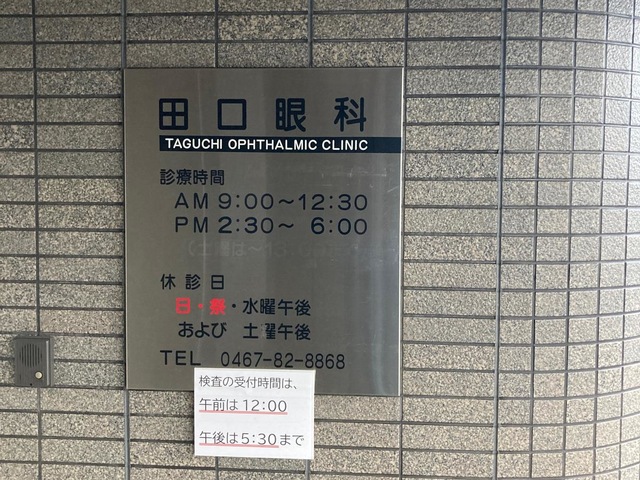 田口眼科
TAGUCHI OPHTHALMIC CLINIC
診療時間
AM 9:00～12:30
PM 2:30～ 6:00
休診日
日・祭・水曜午後
および 土曜午後
TEL 0467-82-8868
検査の受付時間は、
午前は12:00
午後は5:30まで